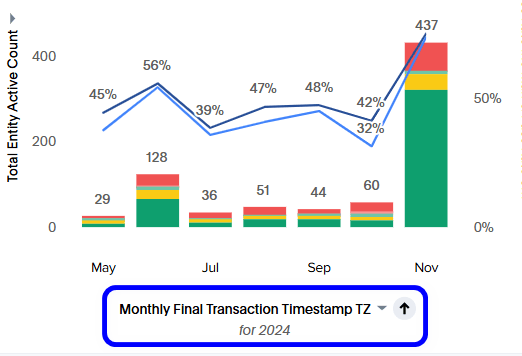 Total Entity Active Count
400
200
0
50%
0%
437
56%
45%
39%
47%
48%
42%
32%
128
29
36
51
44
60
May
Jul
Sep
Nov
Monthly Final Transaction Timestamp TZ
for 2024